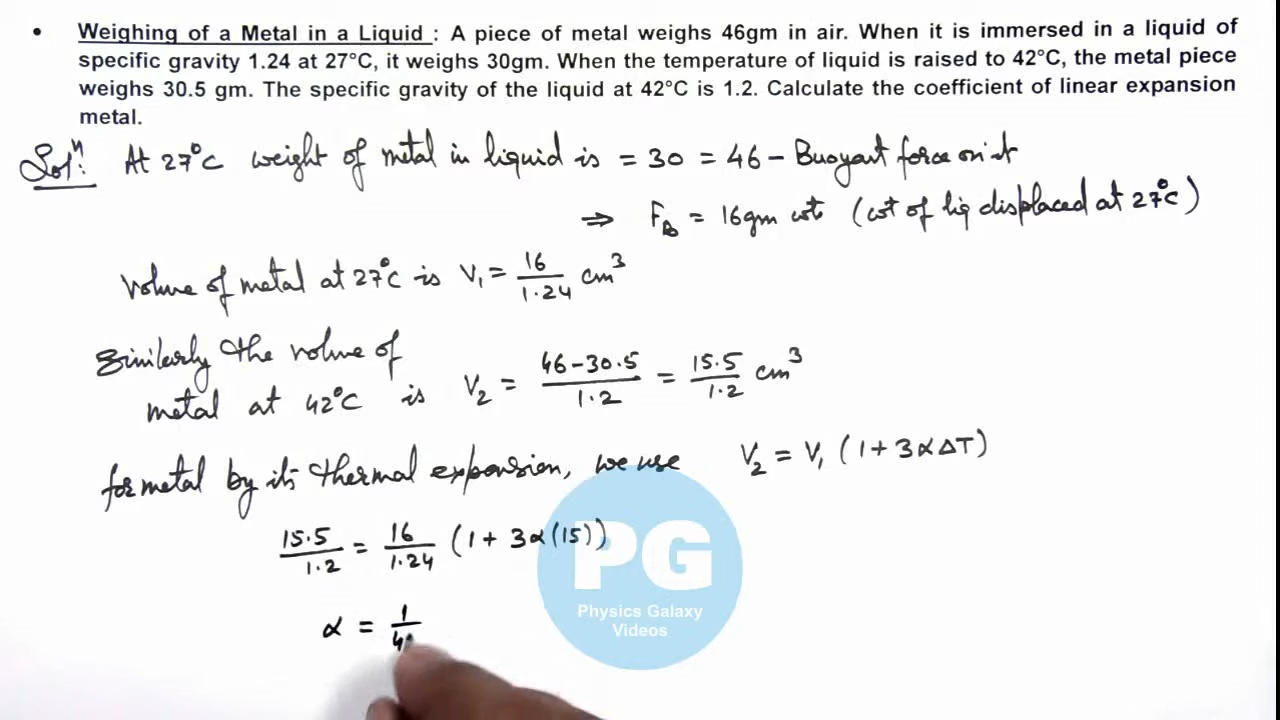 • Weighing of a Metal in a Liquid : A piece of metal weighs 46gm in air. When it is immersed in a liquid of
specific gravity 1.24 at 27°C, it weighs 30gm. When the temperature of liquid is raised to 42°C, the metal piece
weighs 30.5 gm. The specific gravity of the liquid at 42°C is 1.2. Calculate the coefficient of linear expansion
metal.
Solⁿ: At 27°C weight of metal in liquid is = 30 = 46 - Buoyant force on it
⇒ F_B = 16gm wt (wt of liq displaced at 27°C)
Volume of metal at 27°C is V₁ = 16/1.24 cm³
Similarly the volume of
metal at 42°C is V₂ = 46-30.5/1.2 = 15.5/1.2 cm³
for metal by its thermal expansion, we use V₂ = V₁ (1 + 3αΔT)
15.5/1.2 = 16/1.24 (1 + 3α(15))
α = 1/4
PG
Physics Galaxy
Videos